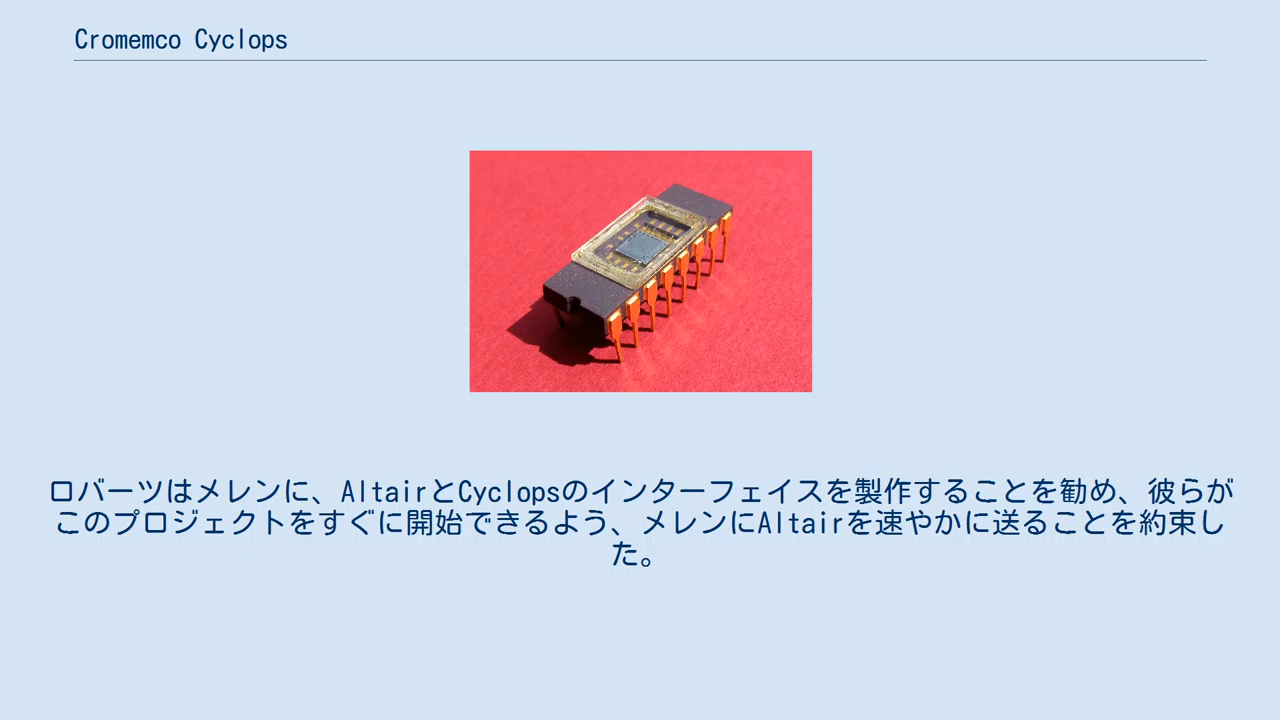 Cromemco Cyclops
ロバーツはメレンに、AltairとCyclopsのインターフェイスを製作することを勧め、彼らが
このプロジェクトをすぐに開始できるよう、メレンにAltairを速やかに送ることを約束し
た。